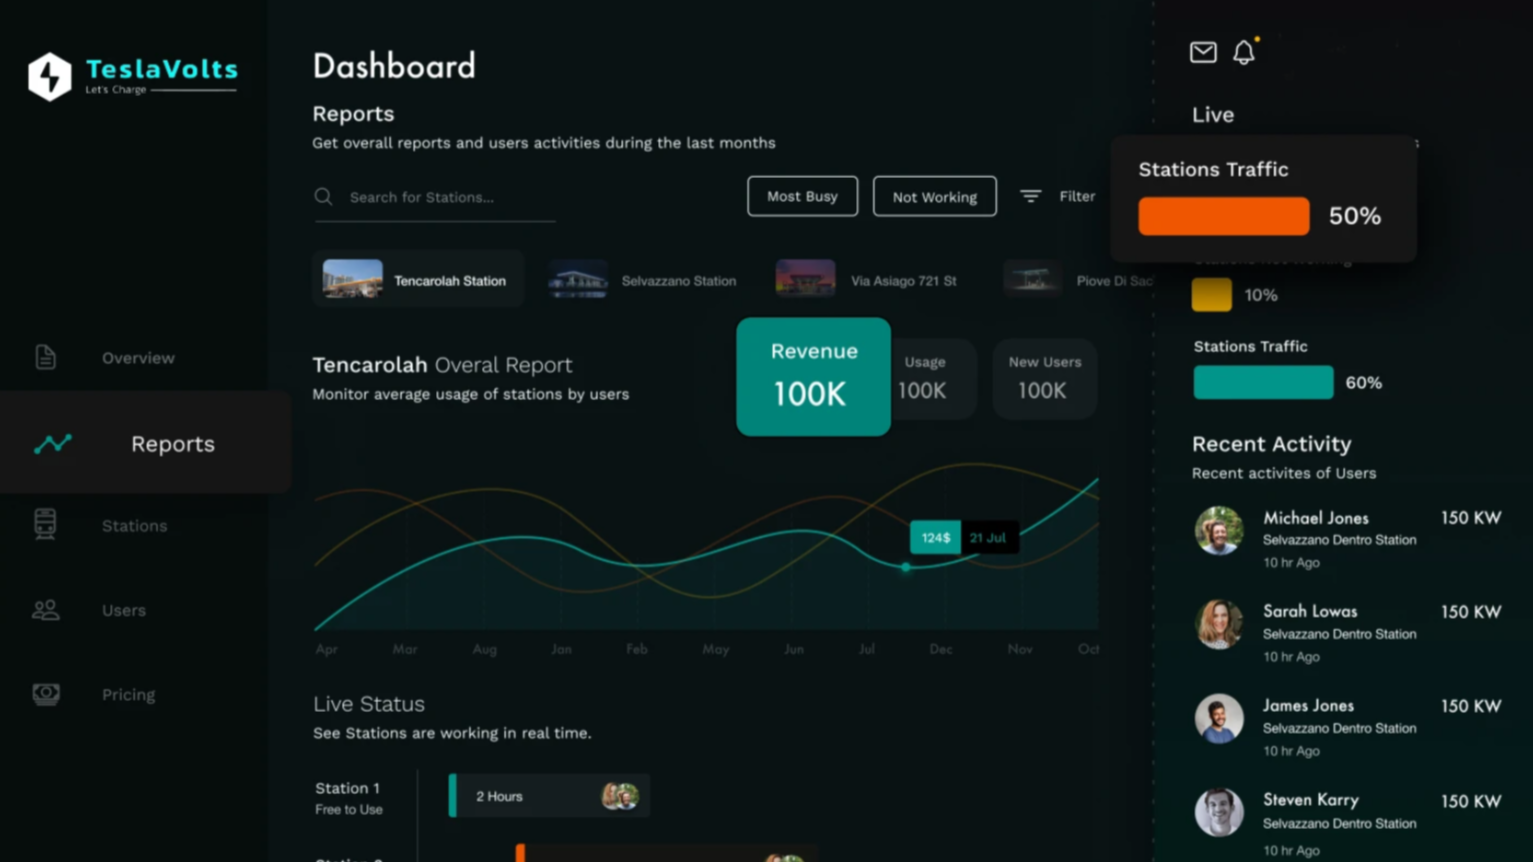 TeslaVolts
Let's Charge
Overview
Reports
Stations
Users
Pricing
Dashboard
Reports
Get overall reports and users activities during the last months
Search for Stations...
Most Busy
Not Working
Filter
Tencarolah Station
Selvazzano Station
Via Asiago 721 St
Piove Di Sac
Tencarolah Overal Report
Monitor average usage of stations by users
Revenue
100K
Usage
100K
New Users
100K
124$
21 Jul
Apr Mar Aug Jan Feb May Jun Jul Dec Nov Oct
Live Status
See Stations are working in real time.
Station 1
Free to Use
2 Hours
Live
Stations Traffic
50%
10%
Stations Traffic
60%
Recent Activity
Recent activites of Users
Michael Jones
150 KW
Selvazzano Dentro Station
10 hr Ago
Sarah Lowas
150 KW
Selvazzano Dentro Station
10 hr Ago
James Jones
150 KW
Selvazzano Dentro Station
10 hr Ago
Steven Karry
150 KW
Selvazzano Dentro Station
10 hr Ago